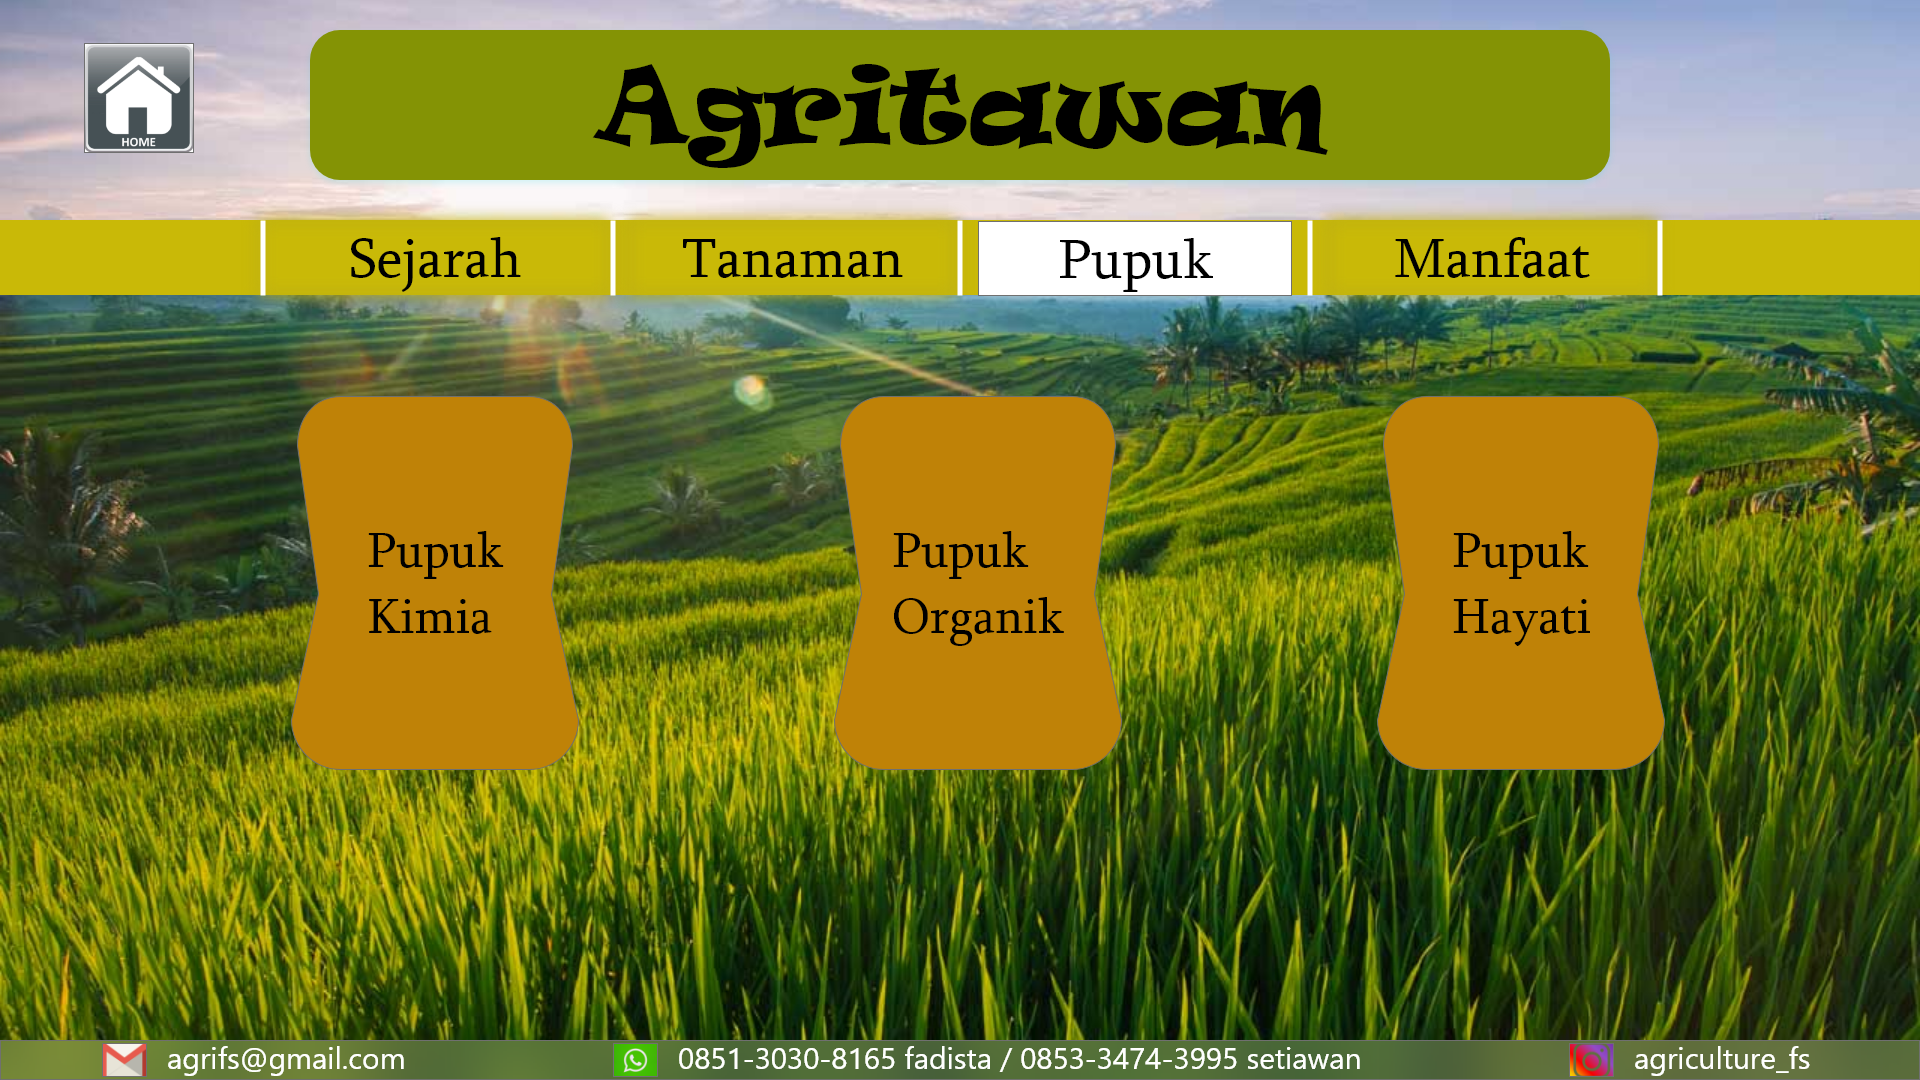 HOME
Agritawan
Sejarah
Tanaman
Pupuk
Manfaat
Pupuk
Kimia
Pupuk
Organik
Pupuk
Hayati
agrifs@gmail.com
0851-3030-8165 fadista / 0853-3474-3995 setiawan
agriculture_fs